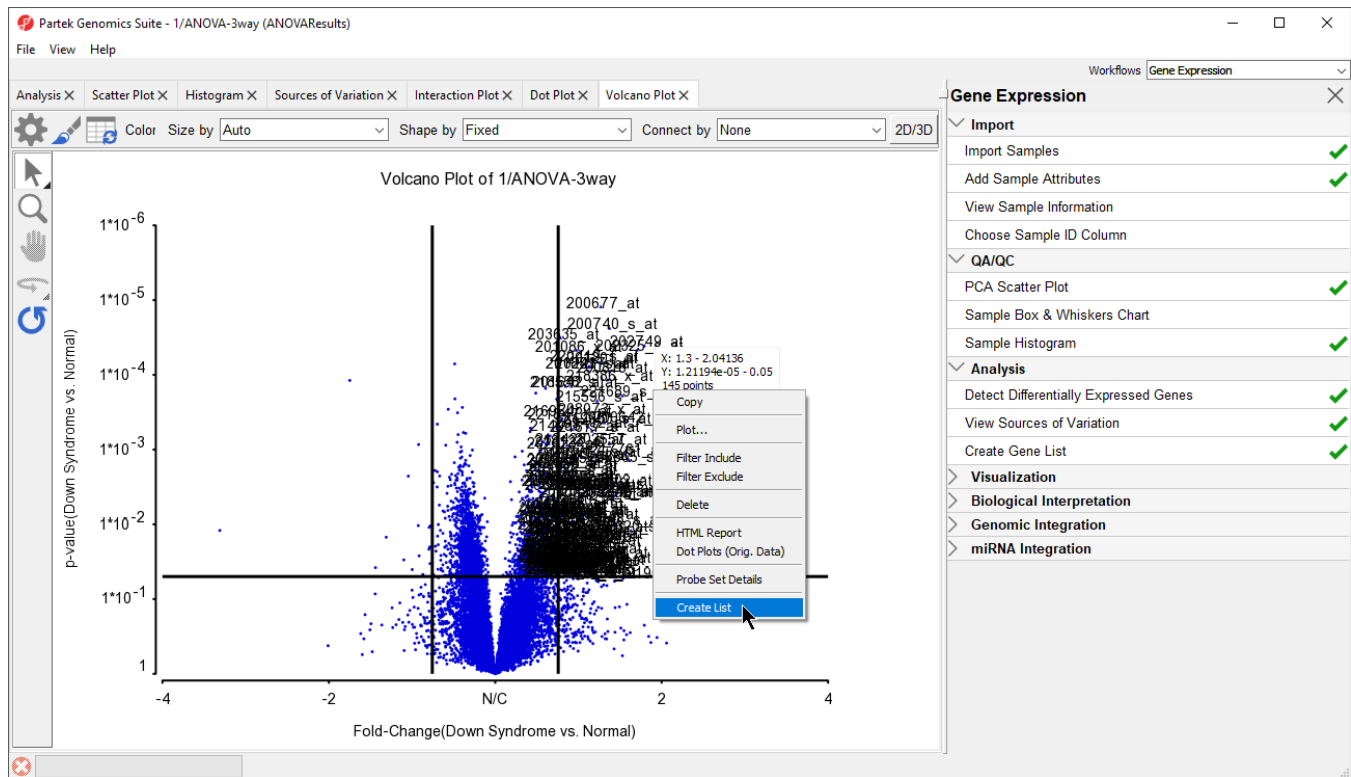 Partek Genomics Suite - 1/ANOVA-3way (ANOVAResults)
File View Help
Workflows Gene Expression
Analysis Scatter Plot Histogram Sources of Variation Interaction Plot Dot Plot Volcano Plot
Color Size by Auto Shape by Fixed Connect by None 2D/3D
Volcano Plot of 1/ANOVA-3way
1*10-6
1*10-5
1*10-4
1*10-3
1*10-2
1*10-1
1
p-value(Down Syndrome vs. Normal)
200677_at
200740_s_at
203635_at
202749_at
X: 1.3 - 2.04136
Y: 1.21194e-05 - 0.05
145 points
Copy
Plot...
Filter Include
Filter Exclude
Delete
HTML Report
Dot Plots (Orig. Data)
Probe Set Details
Create List
-4 -2 N/C 2 4
Fold-Change(Down Syndrome vs. Normal)
Gene Expression
Import
Import Samples
Add Sample Attributes
View Sample Information
Choose Sample ID Column
QA/QC
PCA Scatter Plot
Sample Box & Whiskers Chart
Sample Histogram
Analysis
Detect Differentially Expressed Genes
View Sources of Variation
Create Gene List
Visualization
Biological Interpretation
Genomic Integration
miRNA Integration